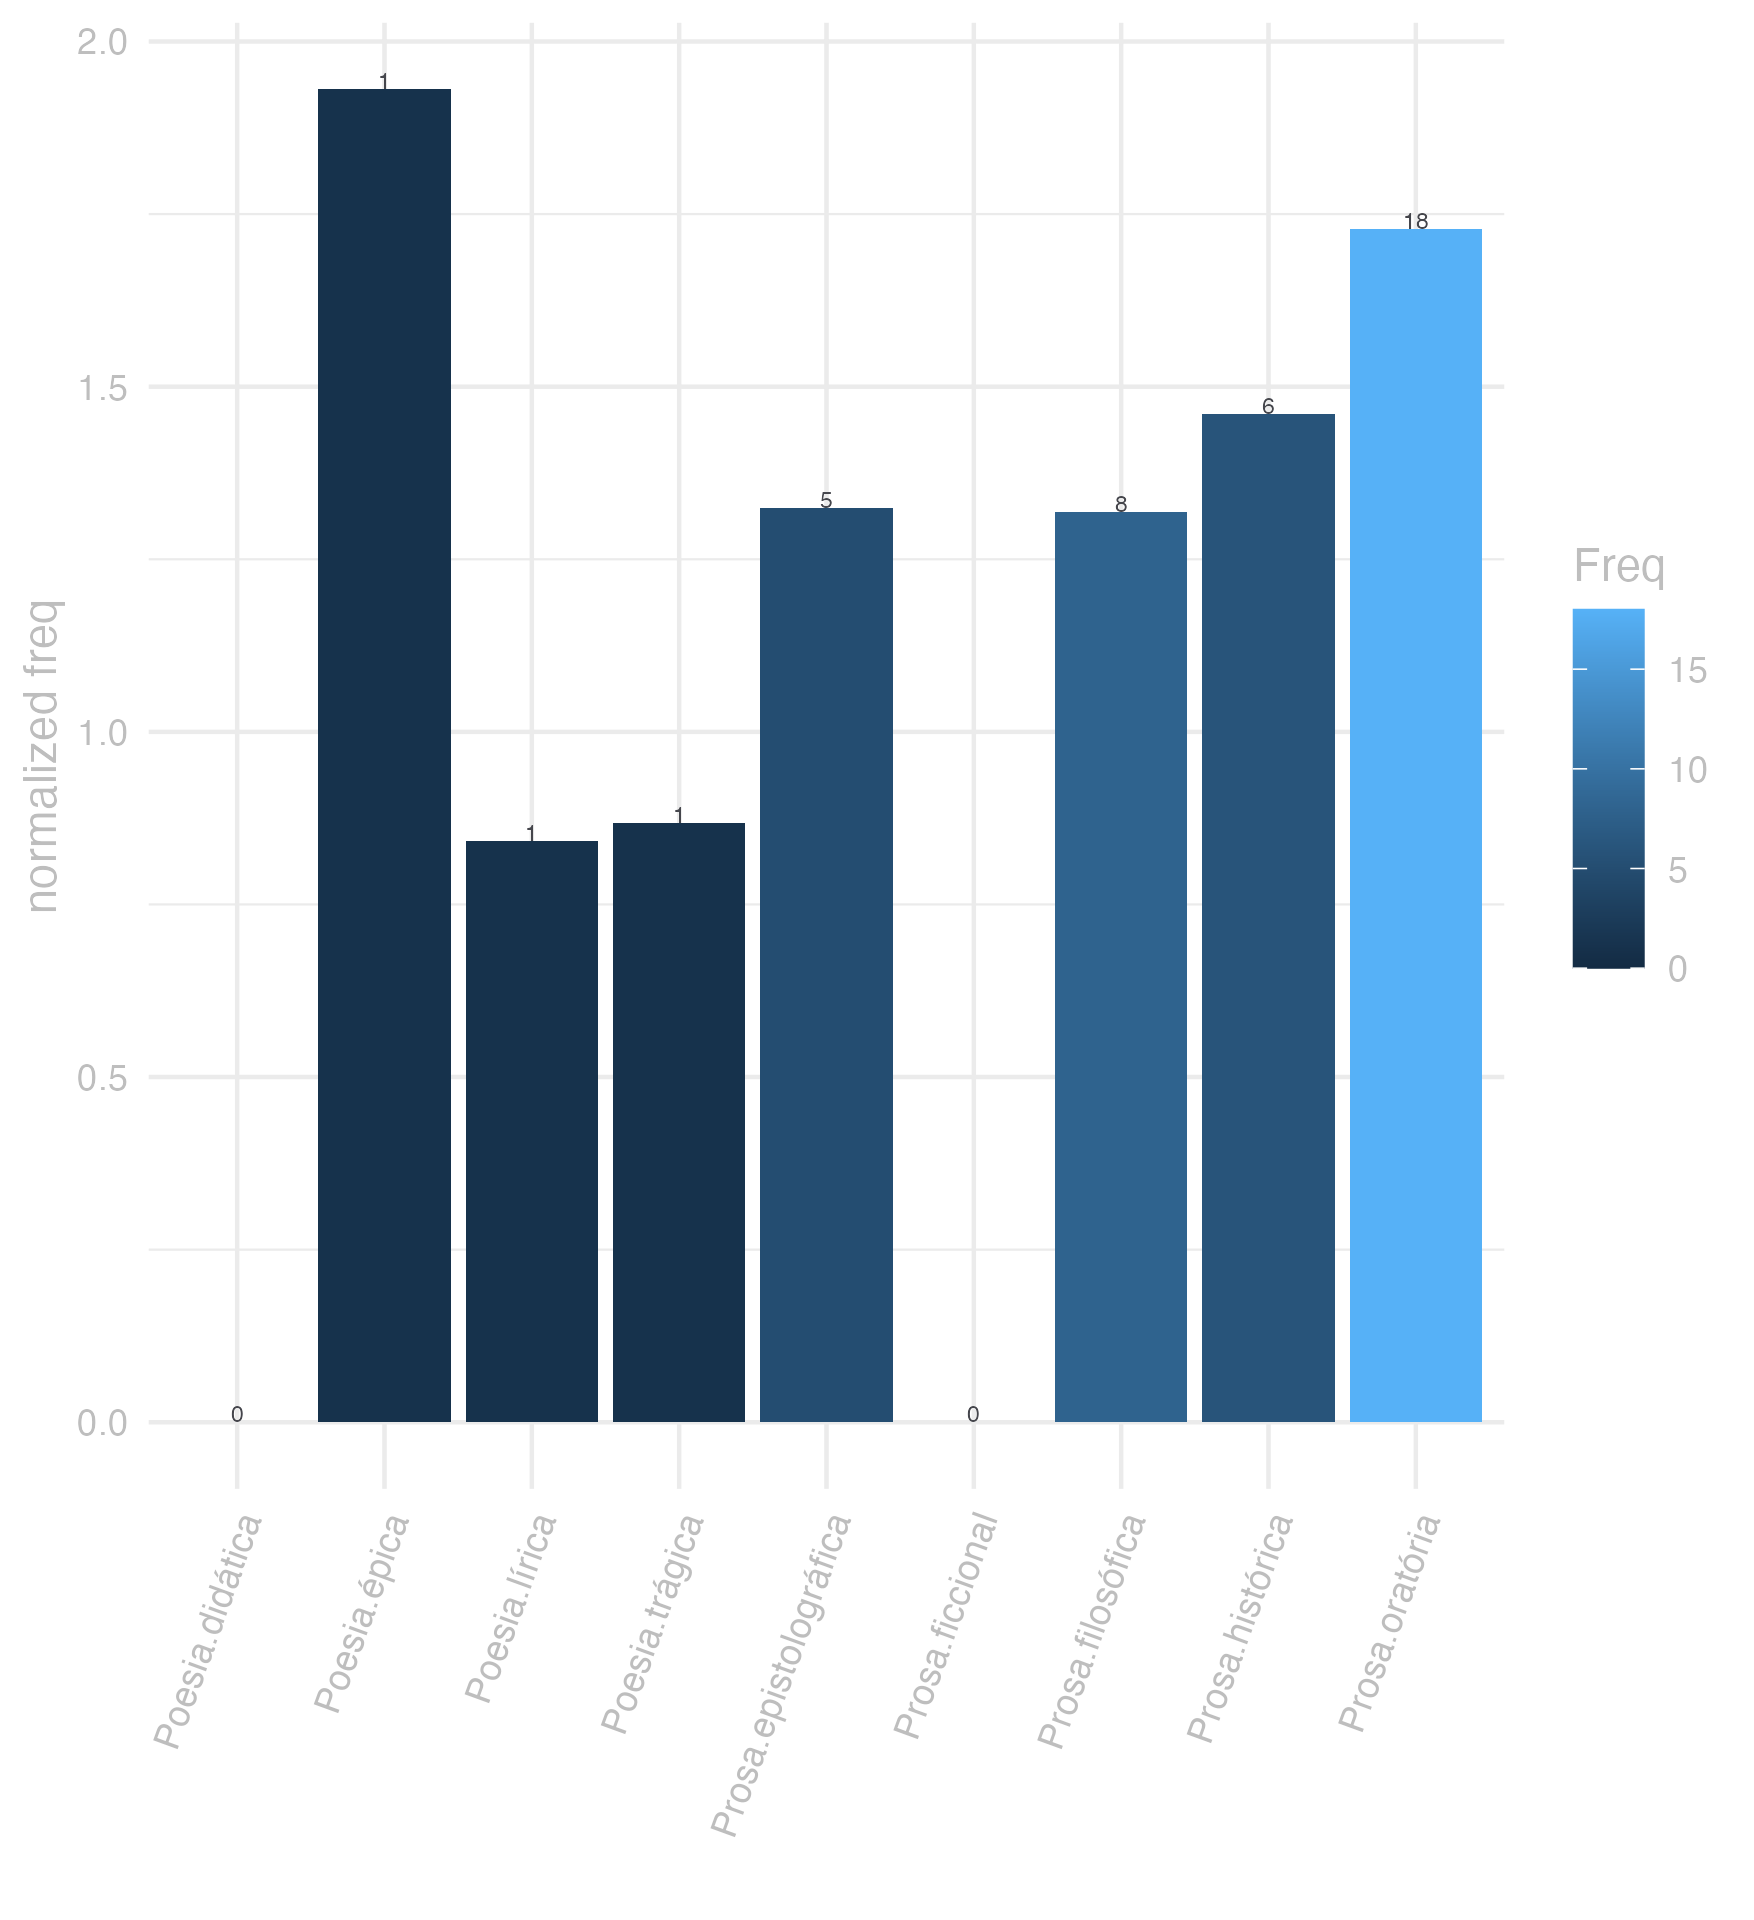 2.0
1.5
1.0
0.5
0.0
normalized freq
0
1
1
1
5
0
8
6
18
Poesia.didática
Poesia.épica
Poesia.lírica
Poesia.trágica
Prosa.epistolográfica
Prosa.ficcional
Prosa.filosófica
Prosa.histórica
Prosa.oratória
Freq
15
10
5
0